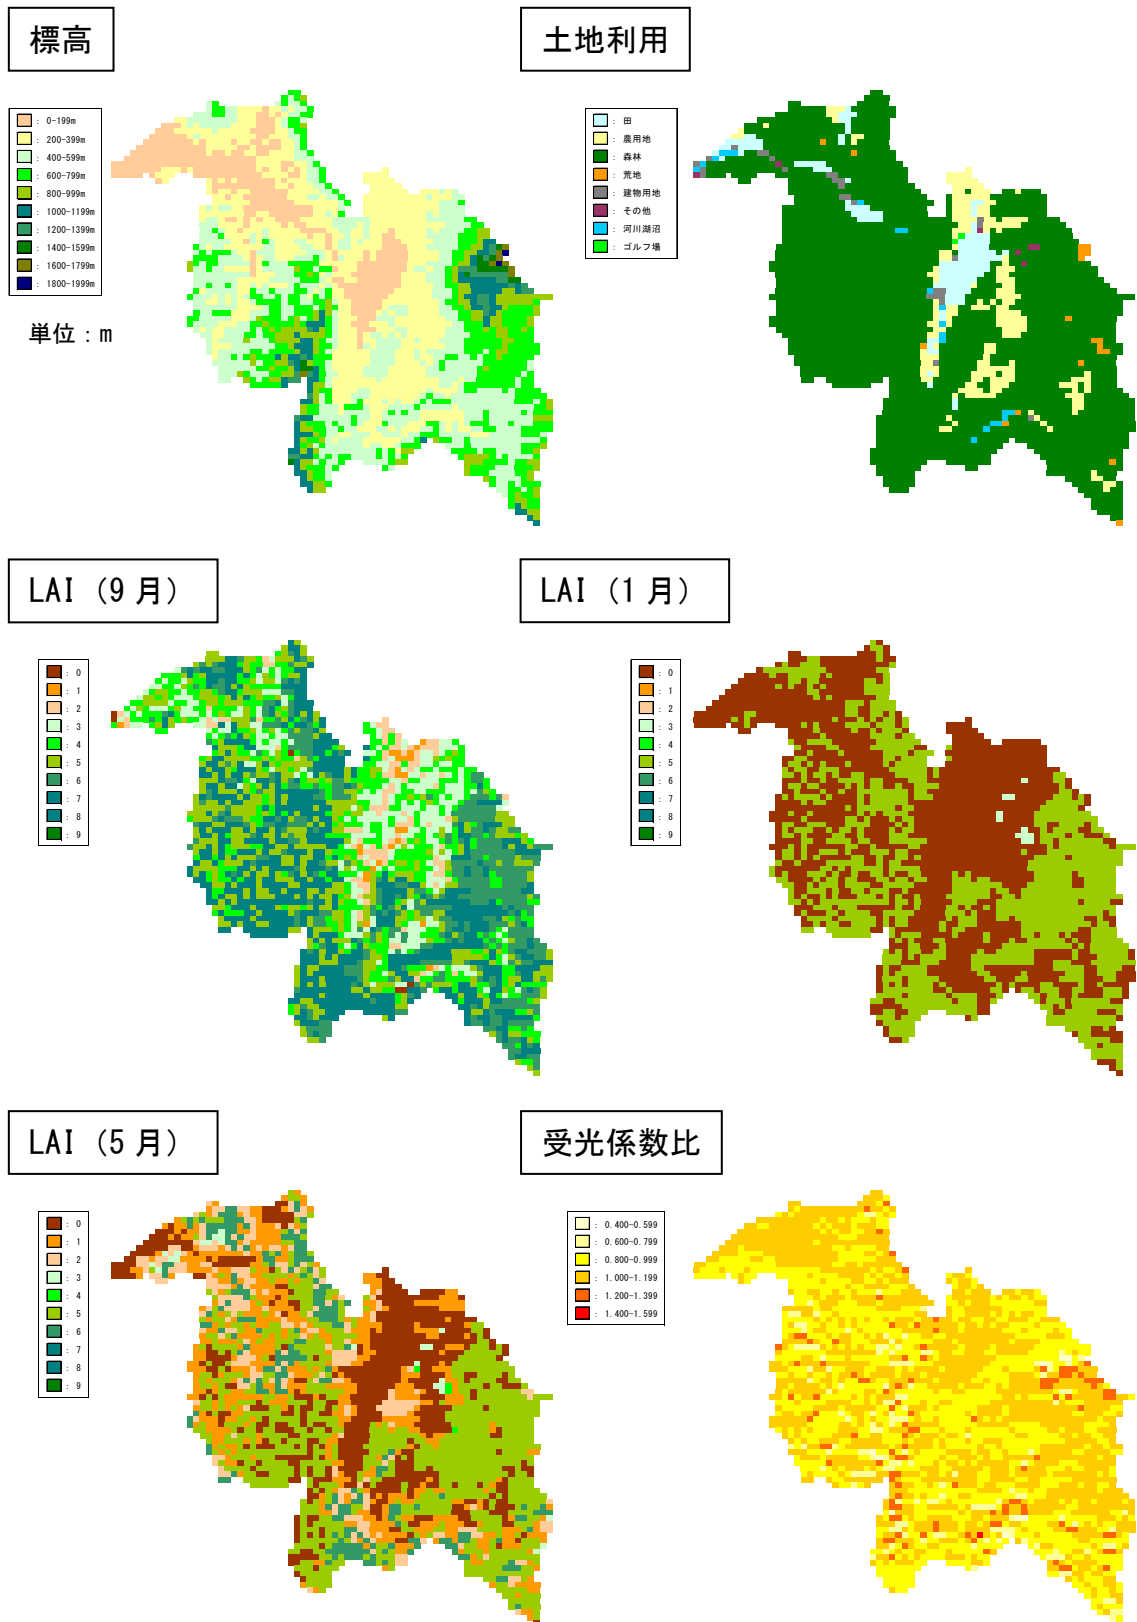 標高
土地利用
: 0-199m
: 200-399m
: 400-599m
: 600-799m
: 800-999m
: 1000-1199m
: 1200-1399m
: 1400-1599m
: 1600-1799m
: 1800-1999m
単位：m
: 田
: 農用地
: 森林
: 荒地
: 建物用地
: その他
: 河川湖沼
: ゴルフ場
LAI（9月）
LAI（1月）
: 0
: 1
: 2
: 3
: 4
: 5
: 6
: 7
: 8
: 9
: 0
: 1
: 2
: 3
: 4
: 5
: 6
: 7
: 8
: 9
LAI（5月）
受光係数比
: 0
: 1
: 2
: 3
: 4
: 5
: 6
: 7
: 8
: 9
: 0.400-0.599
: 0.600-0.799
: 0.800-0.999
: 1.000-1.199
: 1.200-1.399
: 1.400-1.599